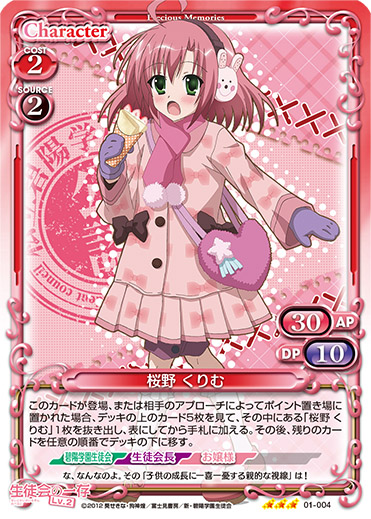 Precious Memories
Character
COST
2
SOURCE
2
碧陽学
student council
30 AP
DP 10
桜野 くりむ
このカードが登場、または相手のアプローチによってポイント置き場に
置かれた場合、デッキの上のカード5枚を見て、その中にある「桜野 く
りむ」1枚を抜き出し、表にしてから手札に加える。その後、残りのカー
ドを任意の順番でデッキの下に移す。
碧陽学園生徒会 生徒会長 お嬢様
な、なんなのよ。その「子供の成長に一喜一憂する親的な視線」は!
生徒会の一存
Lv.2
©2012 葵せきな・狗神煌/富士見書房/新・碧陽学園生徒会
01-004